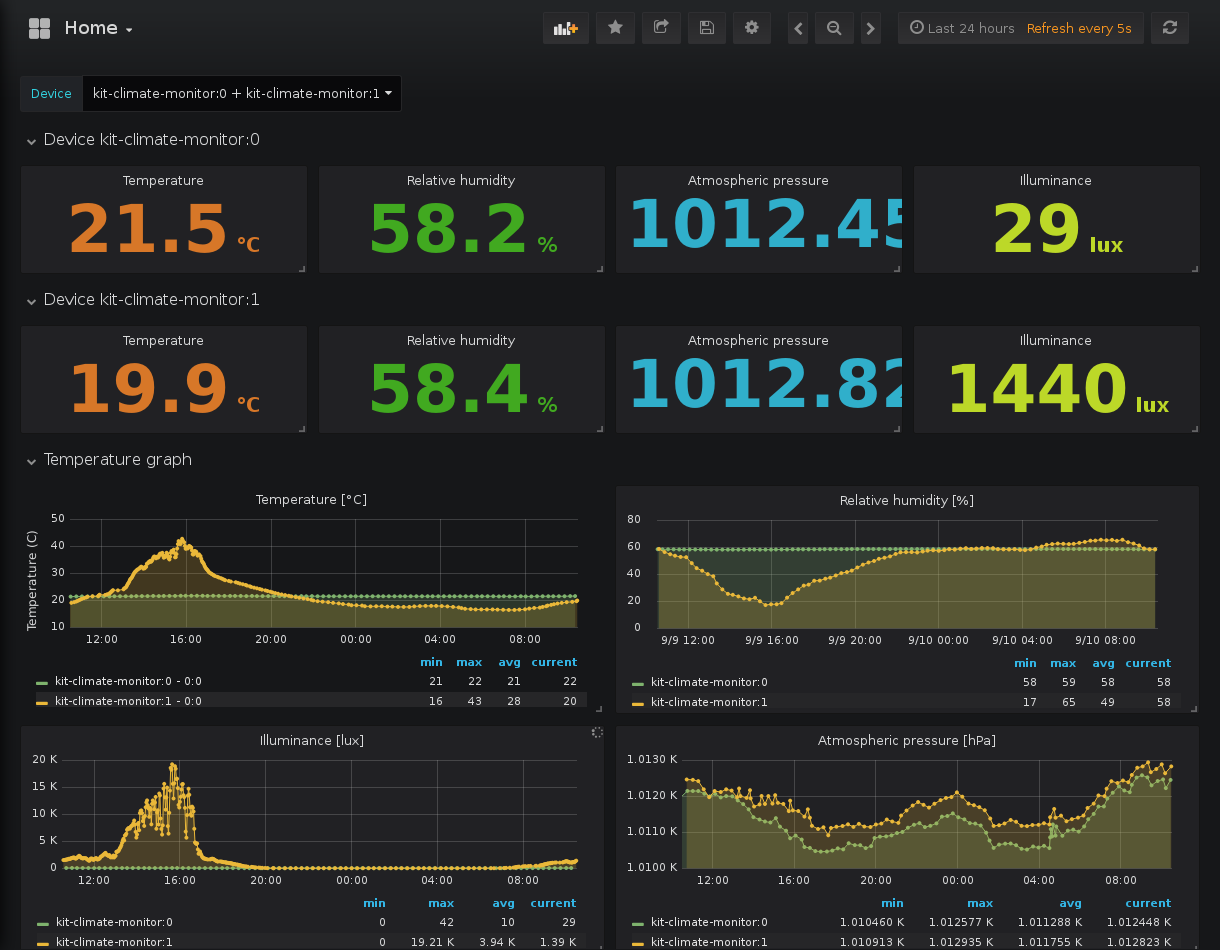 Home
Last 24 hours Refresh every 5s
Device kit-climate-monitor:0 + kit-climate-monitor:1
Device kit-climate-monitor:0
Temperature Relative humidity Atmospheric pressure Illuminance
21.5 °C 58.2 % 1012.45 29 lux
Device kit-climate-monitor:1
Temperature Relative humidity Atmospheric pressure Illuminance
19.9 °C 58.4 % 1012.82 1440 lux
Temperature graph
Temperature [°C]
Temperature (C)
50
40
30
20
10
12:00 16:00 20:00 00:00 04:00 08:00
min max avg current
kit-climate-monitor:0 - 0:0 21 22 21 22
kit-climate-monitor:1 - 0:0 16 43 28 20
Relative humidity [%]
80
60
40
20
0
9/9 12:00 9/9 16:00 9/9 20:00 9/10 00:00 9/10 04:00 9/10 08:00
min max avg current
kit-climate-monitor:0 58 59 58 58
kit-climate-monitor:1 17 65 49 58
Illuminance [lux]
20 K
15 K
10 K
5 K
0
12:00 16:00 20:00 00:00 04:00 08:00
min max avg current
kit-climate-monitor:0 0 42 10 29
kit-climate-monitor:1 0 19.21 K 3.94 K 1.39 K
Atmospheric pressure [hPa]
1.0130 K
1.0120 K
1.0110 K
1.0100 K
12:00 16:00 20:00 00:00 04:00 08:00
min max avg current
kit-climate-monitor:0 1.010460 K 1.012577 K 1.011288 K 1.012448 K
kit-climate-monitor:1 1.010913 K 1.012935 K 1.011755 K 1.012823 K